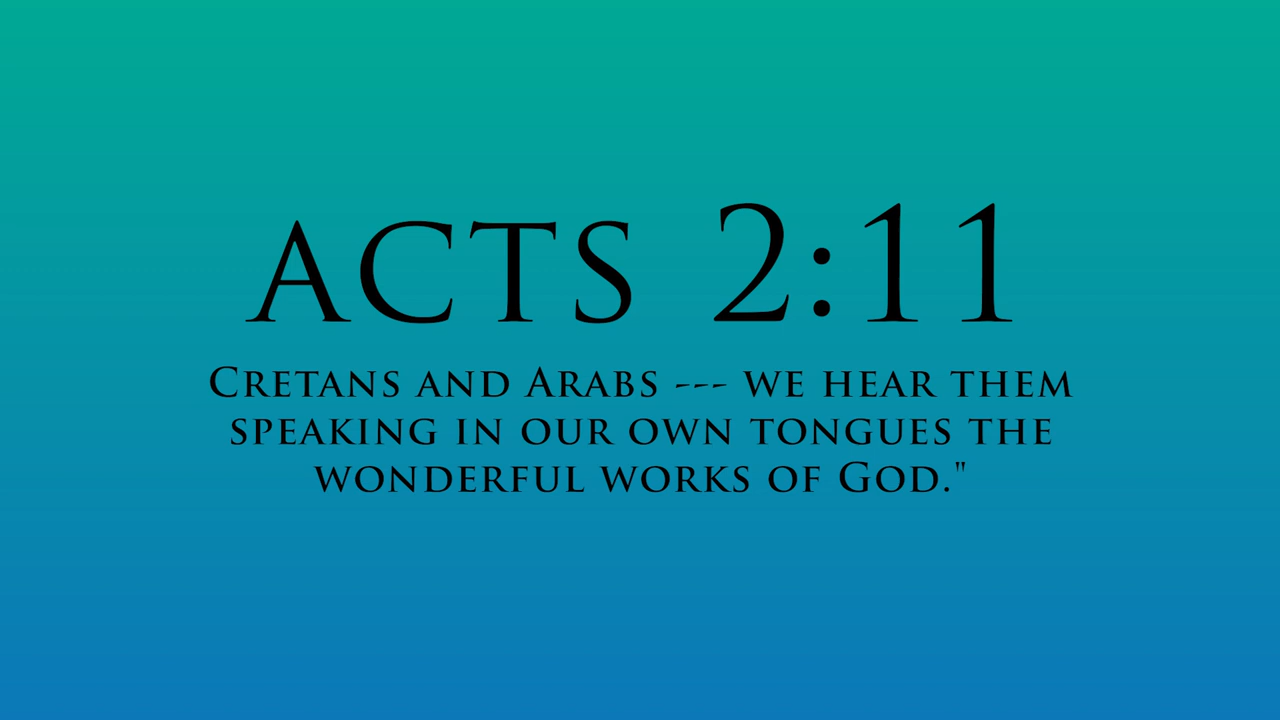 Acts 2:11
Cretans and Arabs --- we hear them
speaking in our own tongues the
wonderful works of God."